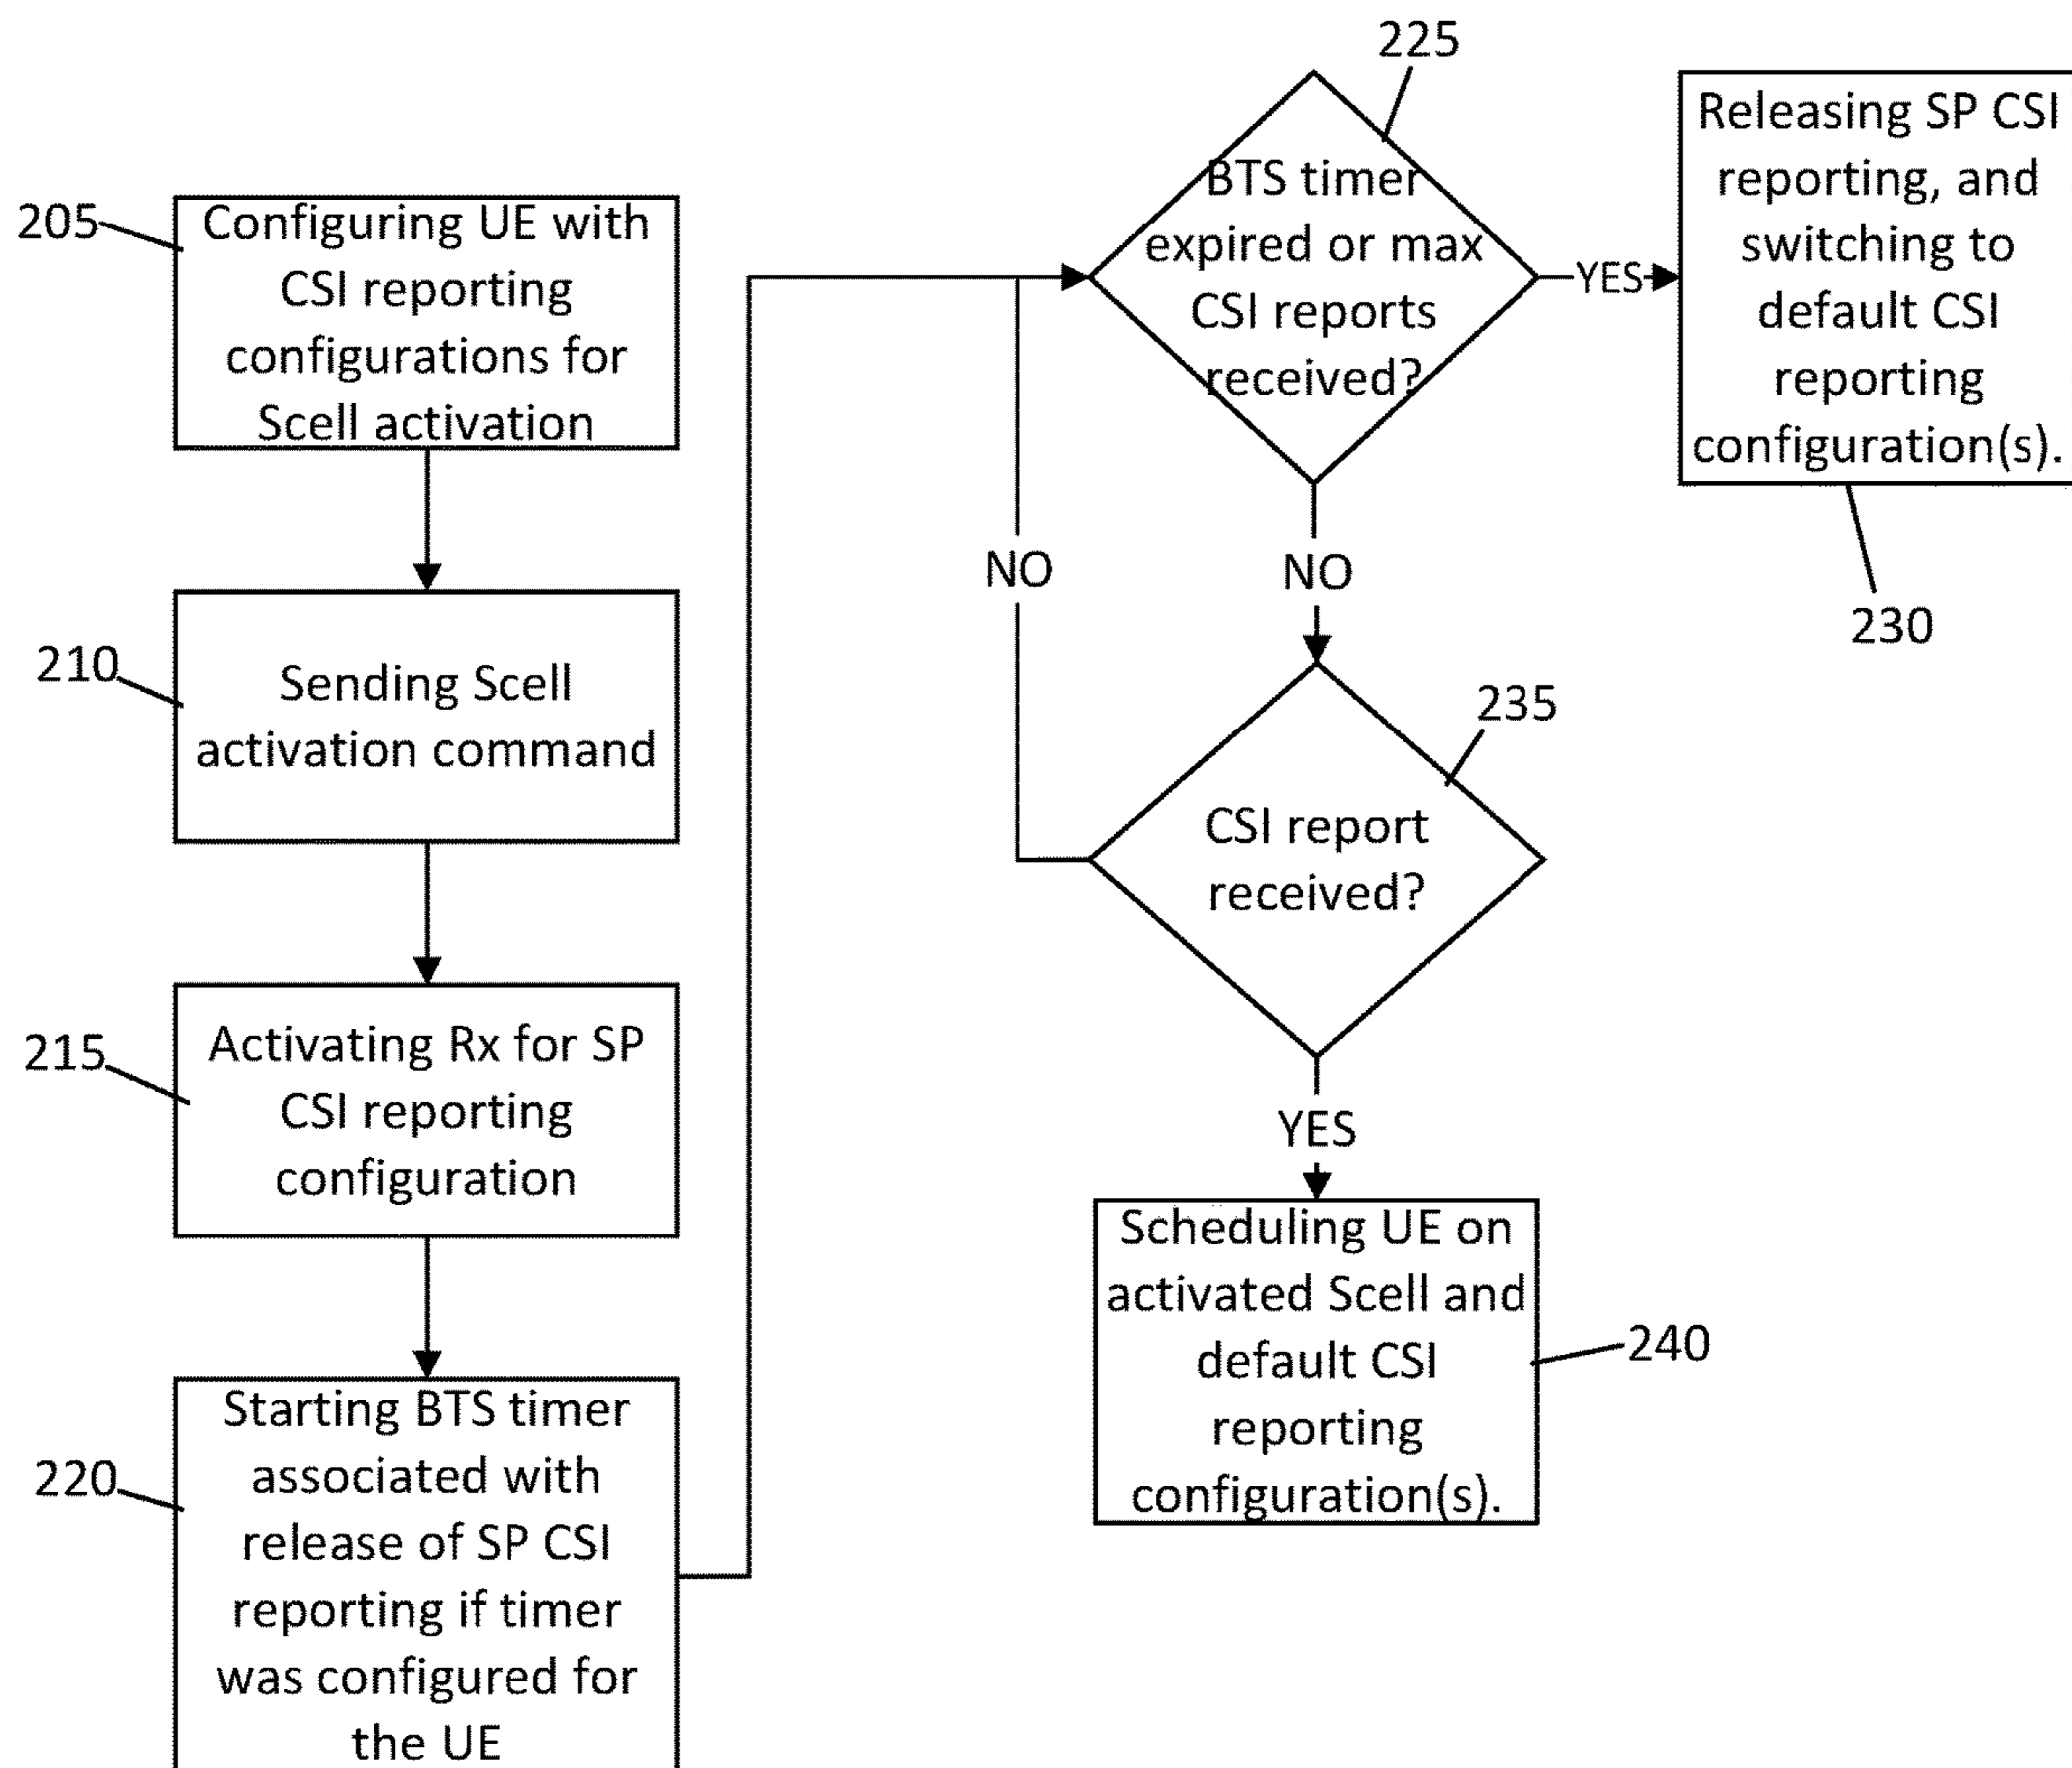 205
Configuring UE with
CSI reporting
configurations for
Scell activation
210
Sending Scell
activation command
215
Activating Rx for SP
CSI reporting
configuration
220
Starting BTS timer
associated with
release of SP CSI
reporting if timer
was configured for
the UE
225
BTS timer
expired or max
CSI reports
received?
YES
Releasing SP CSI
reporting, and
switching to
default CSI
reporting
configuration(s).
230
NO
NO
235
CSI report
received?
YES
Scheduling UE on
activated Scell and
default CSI
reporting
configuration(s).
240